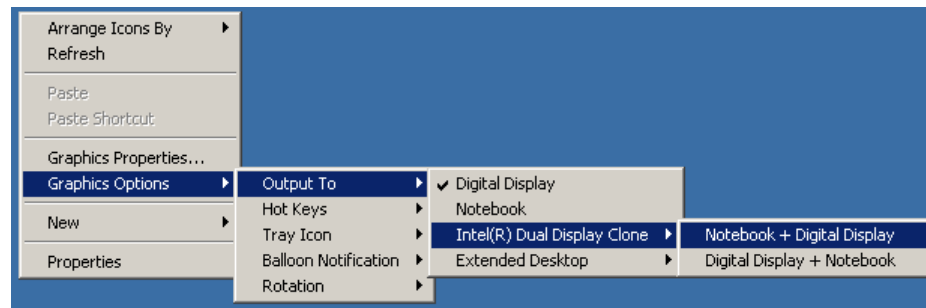 Arrange Icons By
Refresh
Paste
Paste Shortcut
Graphics Properties...
Graphics Options
New
Properties
Output To
Hot Keys
Tray Icon
Balloon Notification
Rotation
Digital Display
Notebook
Intel(R) Dual Display Clone
Extended Desktop
Notebook + Digital Display
Digital Display + Notebook